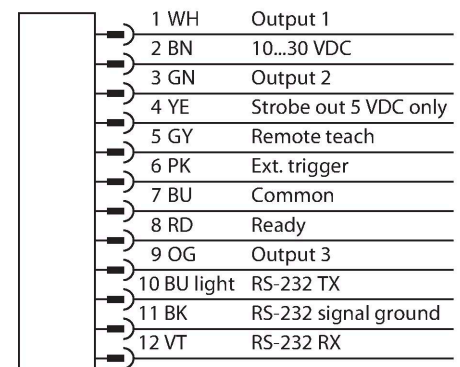 1 WH Output 1
2 BN 10...30 VDC
3 GN Output 2
4 YE Strobe out 5 VDC only
5 GY Remote teach
6 PK Ext. trigger
7 BU Common
8 RD Ready
9 OG Output 3
10 BU light RS-232 TX
11 BK RS-232 signal ground
12 VT RS-232 RX